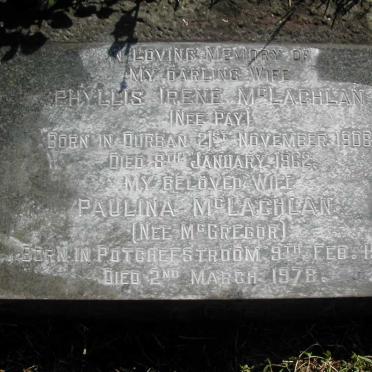 In Loving Memory of
My Darling Wife
Phyllis Irene McLachlan
(Nee Pay)
Born in Durban 21st November 1908
Died 8th January 1962.
My Beloved Wife
Paulina McLachlan
(Nee McGregor)
Born in Potchefstroom 9th Feb.
Died 2nd March 1978.